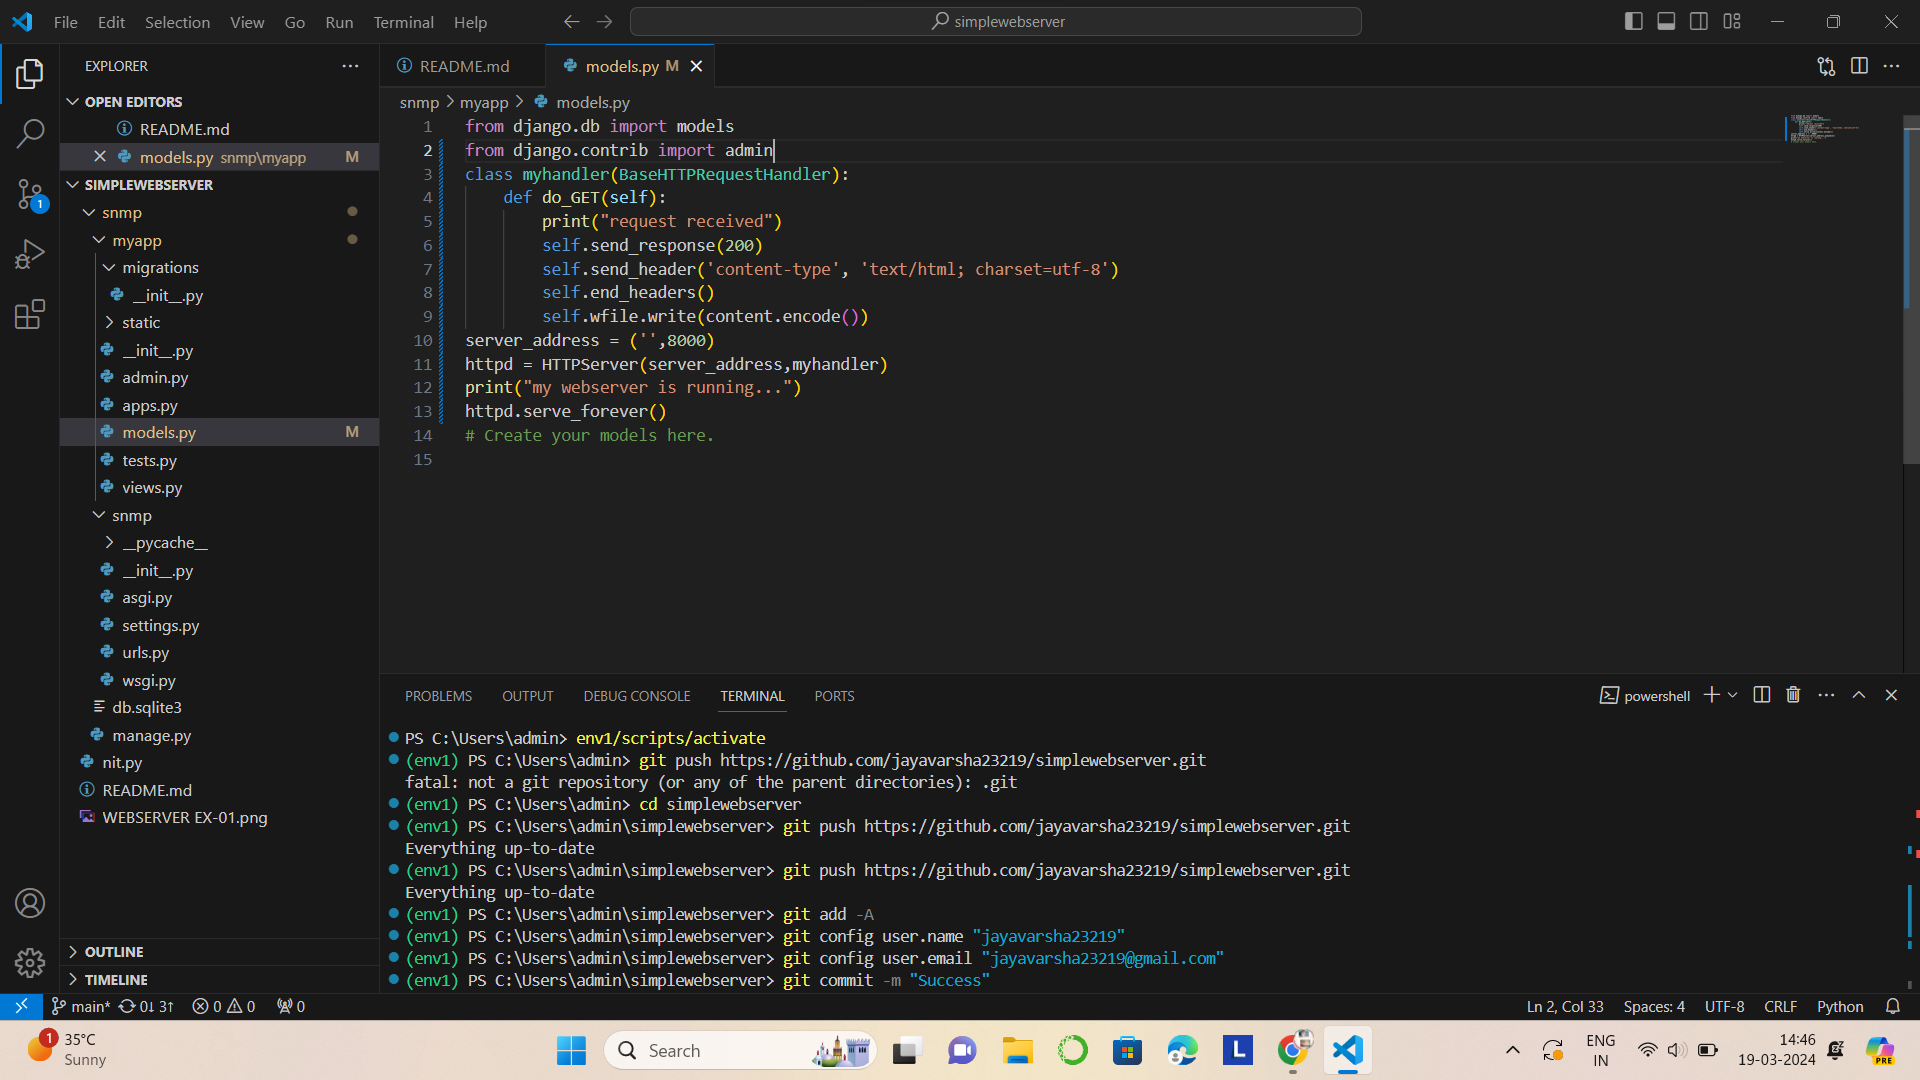 File Edit Selection View Go Run Terminal Help
simplewebserver
EXPLORER
OPEN EDITORS
README.md
models.py snmp\myapp M
SIMPLEWEBSERVER
snmp
myapp
migrations
__init__.py
static
__init__.py
admin.py
apps.py
models.py M
tests.py
views.py
snmp
__pycache__
__init__.py
asgi.py
settings.py
urls.py
wsgi.py
db.sqlite3
manage.py
nit.py
README.md
WEBSERVER EX-01.png
OUTLINE
TIMELINE
1
README.md
models.py M
snmp > myapp > models.py
1 from django.db import models
2 from django.contrib import admin
3 class myhandler(BaseHTTPRequestHandler):
4 def do_GET(self):
5 print("request received")
6 self.send_response(200)
7 self.send_header('content-type', 'text/html; charset=utf-8')
8 self.end_headers()
9 self.wfile.write(content.encode())
10 server_address = ('',8000)
11 httpd = HTTPServer(server_address,myhandler)
12 print("my webserver is running...")
13 httpd.serve_forever()
14 # Create your models here.
15
PROBLEMS OUTPUT DEBUG CONSOLE TERMINAL PORTS
powershell
PS C:\Users\admin> env1/scripts/activate
(env1) PS C:\Users\admin> git push https://github.com/jayavarsha23219/simplewebserver.git
fatal: not a git repository (or any of the parent directories): .git
(env1) PS C:\Users\admin> cd simplewebserver
(env1) PS C:\Users\admin\simplewebserver> git push https://github.com/jayavarsha23219/simplewebserver.git
Everything up-to-date
(env1) PS C:\Users\admin\simplewebserver> git push https://github.com/jayavarsha23219/simplewebserver.git
Everything up-to-date
(env1) PS C:\Users\admin\simplewebserver> git add -A
(env1) PS C:\Users\admin\simplewebserver> git config user.name "jayavarsha23219"
(env1) PS C:\Users\admin\simplewebserver> git config user.email "jayavarsha23219@gmail.com"
(env1) PS C:\Users\admin\simplewebserver> git commit -m "Success"
main* 0↓ 3↑ 0 0 0
Ln 2, Col 33 Spaces: 4 UTF-8 CRLF Python
1
35°C
Sunny
Search
L
ENG
IN
14:46
19-03-2024
PRE